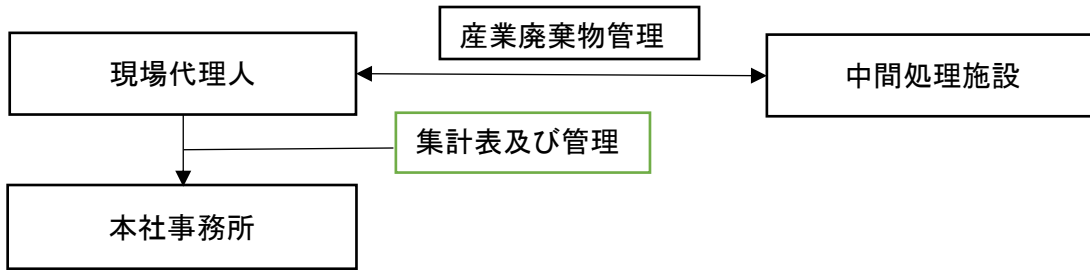 産業廃棄物管理
現場代理人
中間処理施設
集計表及び管理
本社事務所